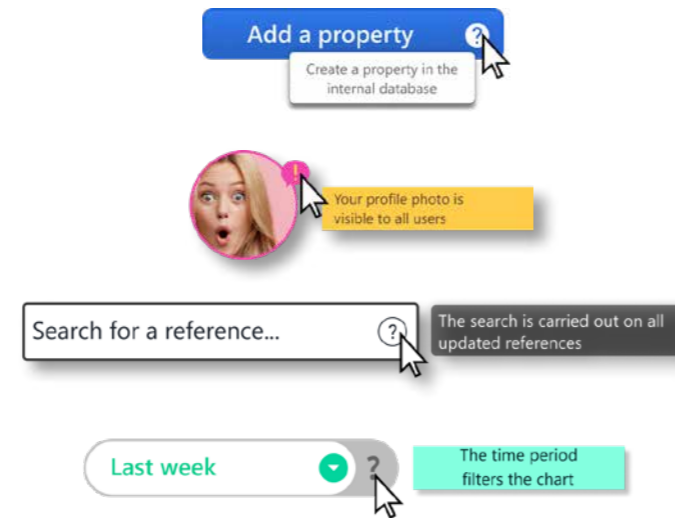 Add a property ?
Create a property in the
internal database
!
Your profile photo is
visible to all users
Search for a reference... ?
The search is carried out on all
updated references
Last week ?
The time period
filters the chart